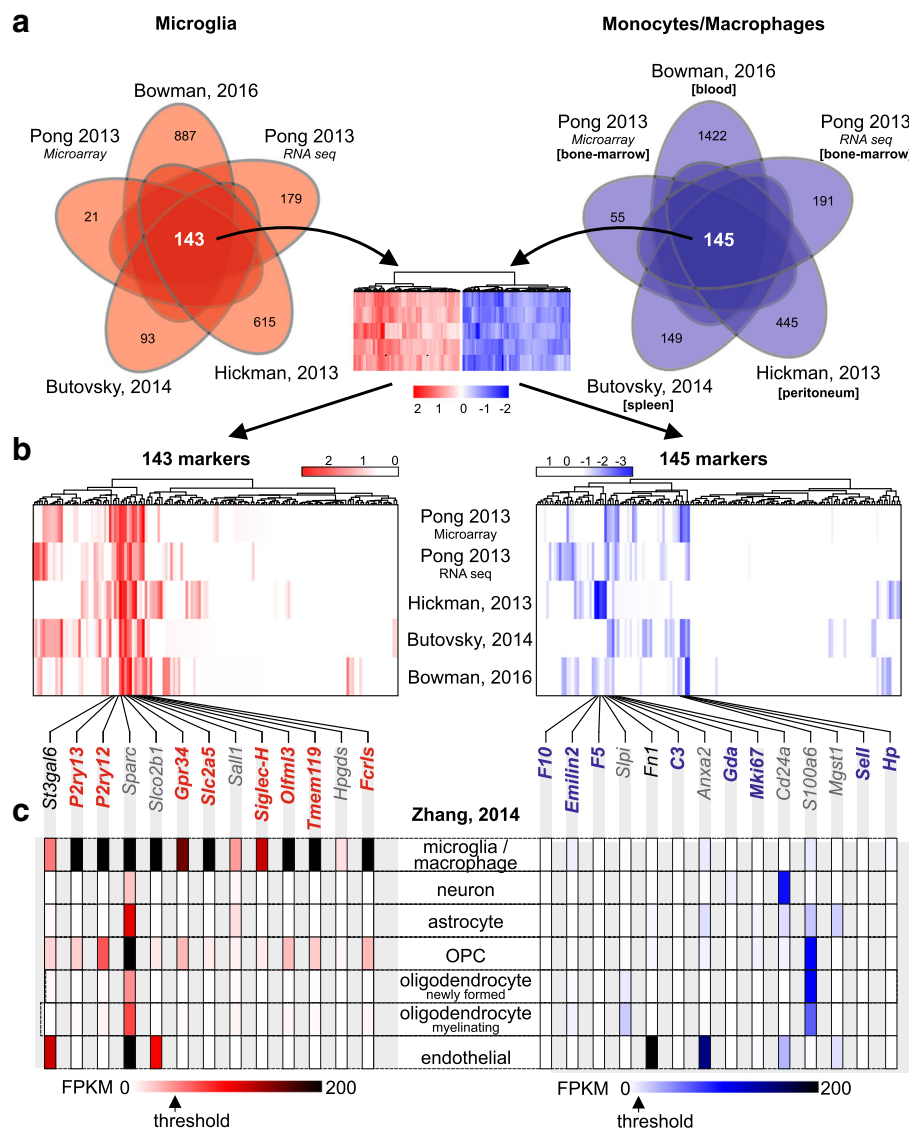 a
Microglia
Monocytes/Macrophages
Bowman, 2016
Pong 2013
Microarray
Pong 2013
RNA seq
887
21
179
143
93
615
Butovsky, 2014
Hickman, 2013
Bowman, 2016
[blood]
Pong 2013
Microarray
[bone-marrow]
Pong 2013
RNA seq
[bone-marrow]
1422
55
191
145
149
445
Butovsky, 2014
[spleen]
Hickman, 2013
[peritoneum]
2 1 0 -1 -2
b
143 markers
2 1 0
1 0 -1 -2 -3
145 markers
Pong 2013
Microarray
Pong 2013
RNA seq
Hickman, 2013
Butovsky, 2014
Bowman, 2016
St3gal6
P2ry13
P2ry12
Sparc
Slco2b1
Gpr34
Slc2a5
Sall1
Siglec-H
Olfml3
Tmem119
Hpgds
Fcrls
F10
Emilin2
F5
Slpi
Fn1
C3
Anxa2
Gda
Mki67
Cd24a
S100a6
Mgst1
Sell
Hp
c
Zhang, 2014
microglia /
macrophage
neuron
astrocyte
OPC
oligodendrocyte
newly formed
oligodendrocyte
myelinating
endothelial
FPKM 0 200
threshold
FPKM 0 200
threshold